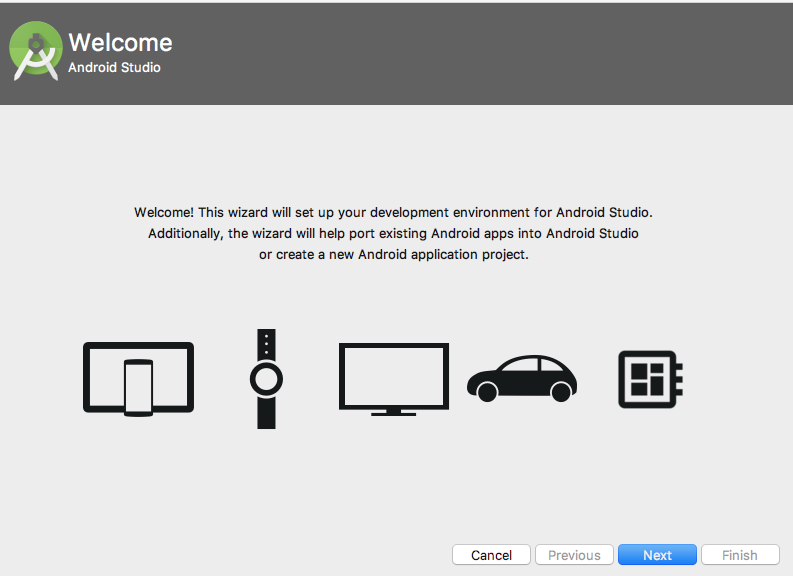 Welcome
Android Studio
Welcome! This wizard will set up your development environment for Android Studio.
Additionally, the wizard will help port existing Android apps into Android Studio
or create a new Android application project.
Cancel
Previous
Next
Finish